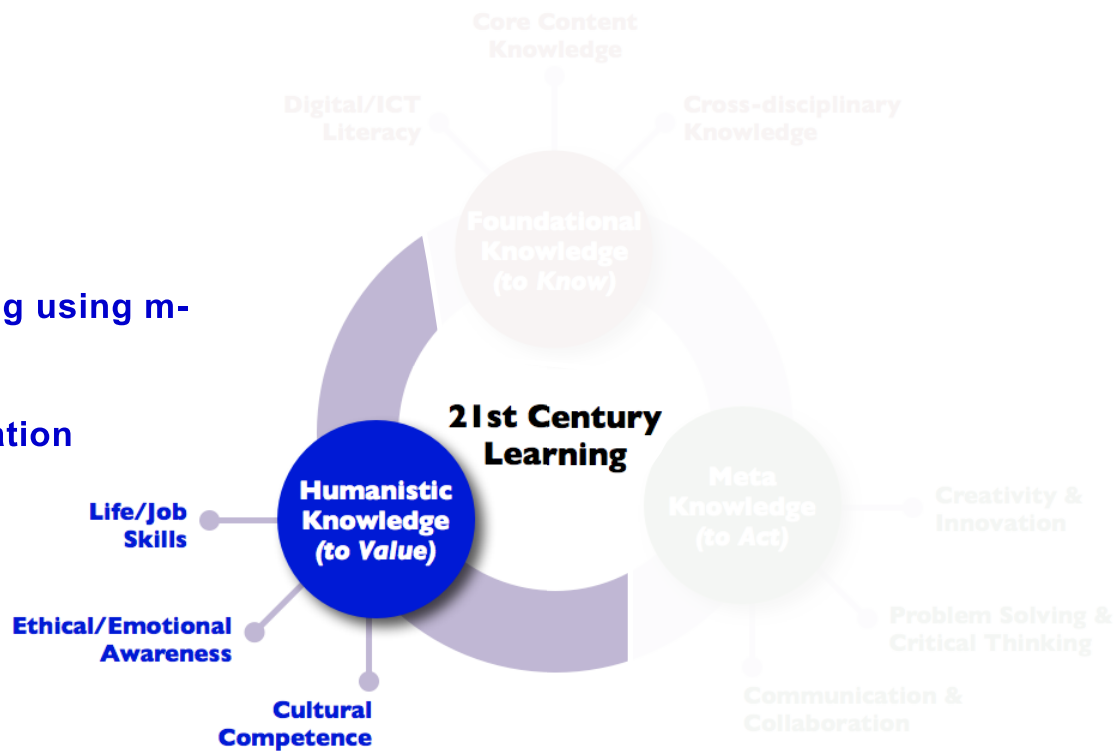 Core Content
Knowledge
Digital/ICT
Literacy
Cross-disciplinary
Knowledge
Foundational
Knowledge
(to Know)
g using m-
ation
21st Century
Learning
Humanistic
Knowledge
(to Value)
Meta
Knowledge
(to Act)
Life/Job
Skills
Creativity &
Innovation
Ethical/Emotional
Awareness
Problem Solving &
Critical Thinking
Cultural
Competence
Communication &
Collaboration